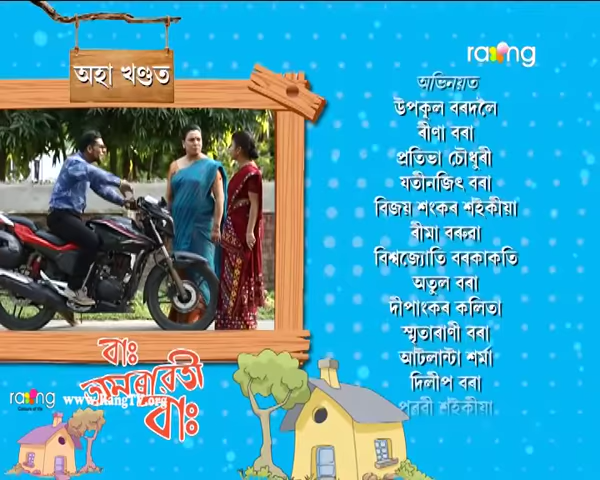 অহা খণ্ডত
rang
অভিনয়ত
উপকুল বৰদলৈ
ৰীণা বৰা
প্ৰতিভা চৌধুৰী
যতীনজিৎ বৰা
বিজয় শংকৰ শইকীয়া
ৰীমা বৰুৱা
বিশ্বজ্যোতি বৰকাকতি
অতুল বৰা
দীপাংকৰ কলিতা
স্মৃতাৰাণী বৰা
আটলান্টা শৰ্মা
দিলীপ বৰা
পূৰবী শইকীয়া
বাঃ
অমৰাৱতী
বাঃ
rang
www.RangTV.org